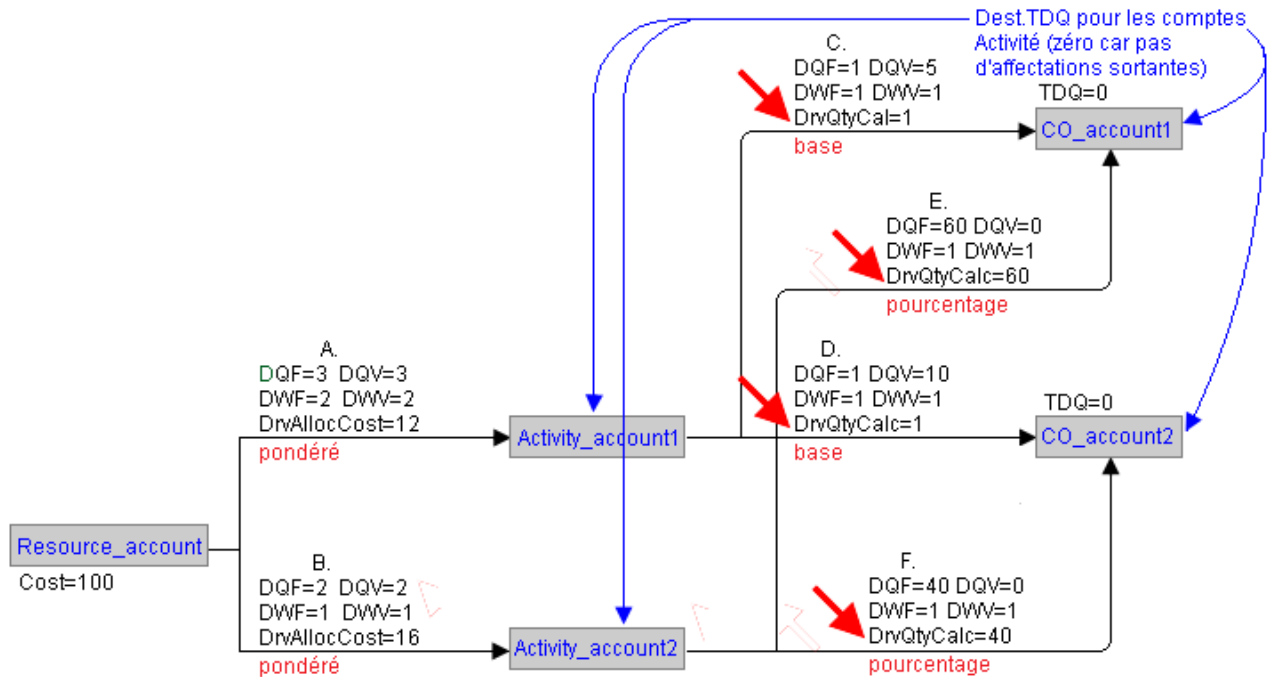 Dest.TDQ pour les comptes
Activité (zéro car pas
d'affectations sortantes)
C.
DQF=1 DQV=5
DWF=1 DWV=1
DrvQtyCal=1
base
TDQ=0
CO_account1
E.
DQF=60 DQV=0
DWF=1 DWV=1
DrvQtyCalc=60
pourcentage
A.
DQF=3 DQV=3
DWF=2 DWV=2
DrvAllocCost=12
pondéré
Activity_account1
D.
DQF=1 DQV=10
DWF=1 DWV=1
DrvQtyCalc=1
base
TDQ=0
CO_account2
Resource_account
Cost=100
B.
DQF=2 DQV=2
DWF=1 DWV=1
DrvAllocCost=16
pondéré
Activity_account2
F.
DQF=40 DQV=0
DWF=1 DWV=1
DrvQtyCalc=40
pourcentage